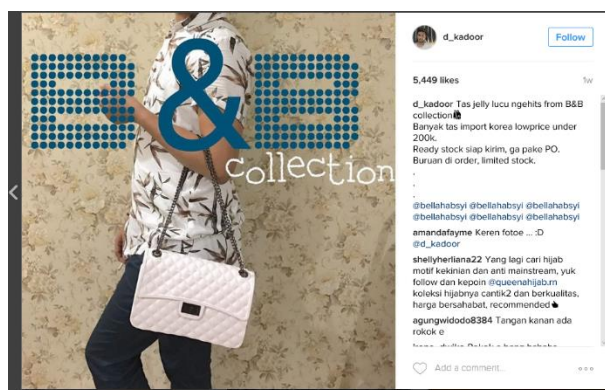 B&B
collection
d_kadoor
Follow
5,449 likes
1w
d_kadoor Tas jelly lucu ngehits from B&B
collection
Banyak tas import korea lowprice under
200k.
Ready stock siap kirim, ga pake PO.
Buruan di order, limited stock.
.
.
.
@bellahabsyi @bellahabsyi @bellahabsyi
@bellahabsyi @bellahabsyi @bellahabsyi
amandafayme Keren fotoe ... :D
@d_kadoor
shellyherliana22 Yang lagi cari hijab
motif kekinian dan anti mainstream, yuk
follow dan kepoin @queenahijab.rn
koleksi hijabnya cantik2 dan berkualitas,
harga bersahabat, recommended
agungwidodo8384 Tangan kanan ada
rokok e
Add a comment...